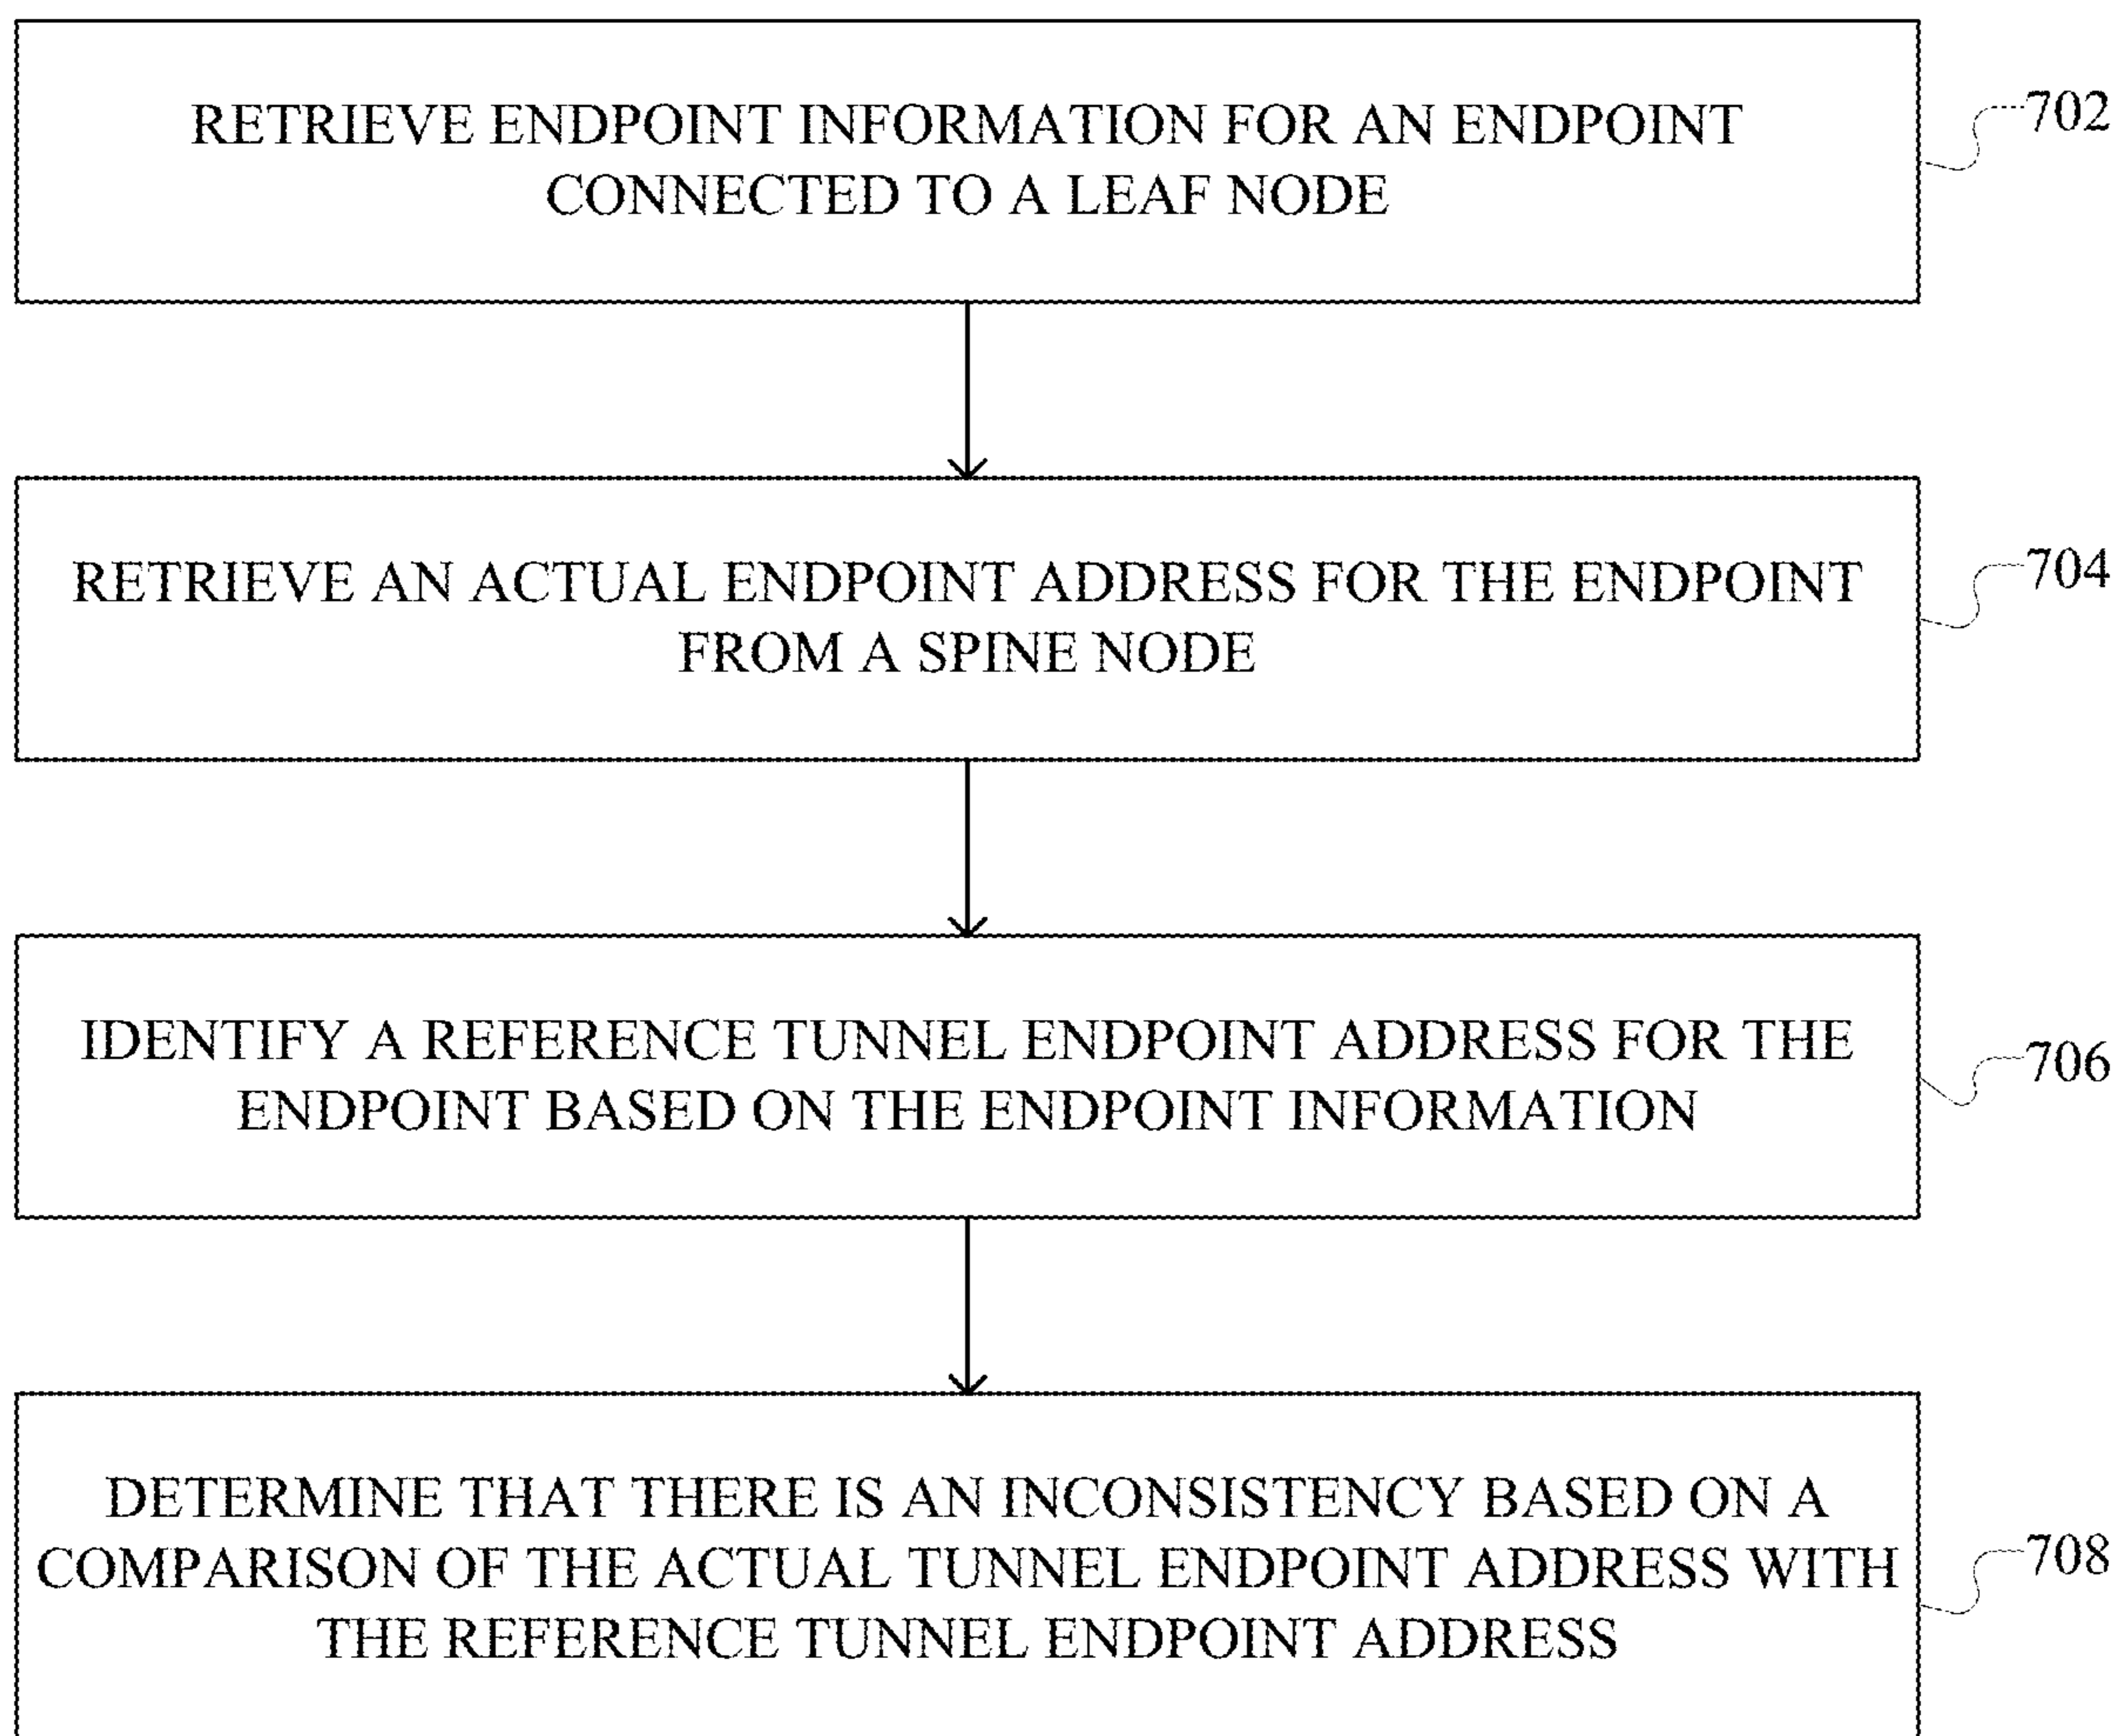 RETRIEVE ENDPOINT INFORMATION FOR AN ENDPOINT
CONNECTED TO A LEAF NODE
702
RETRIEVE AN ACTUAL ENDPOINT ADDRESS FOR THE ENDPOINT
FROM A SPINE NODE
704
IDENTIFY A REFERENCE TUNNEL ENDPOINT ADDRESS FOR THE
ENDPOINT BASED ON THE ENDPOINT INFORMATION
706
DETERMINE THAT THERE IS AN INCONSISTENCY BASED ON A
COMPARISON OF THE ACTUAL TUNNEL ENDPOINT ADDRESS WITH
THE REFERENCE TUNNEL ENDPOINT ADDRESS
708